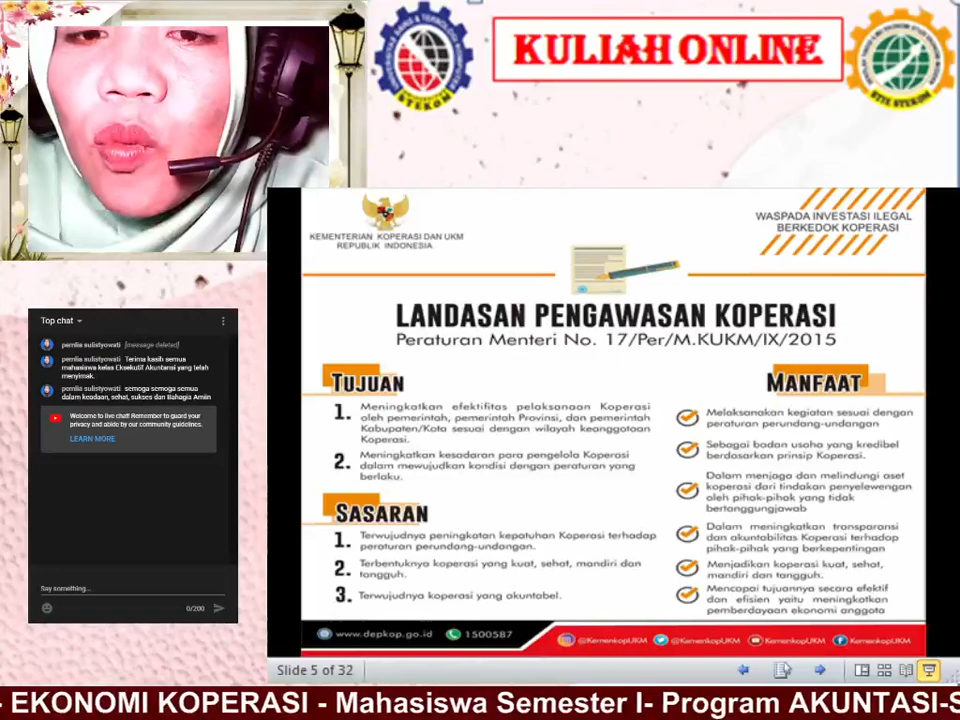 KULIAH ONLINE
STEKOM
STIE STEKOM
KEMENTERIAN KOPERASI DAN UKM
REPUBLIK INDONESIA
WASPADA INVESTASI ILEGAL
BERKEDOK KOPERASI
LANDASAN PENGAWASAN KOPERASI
Peraturan Menteri No. 17/Per/M.KUKM/IX/2015
TUJUAN
1. Meningkatkan efektifitas pelaksanaan Koperasi
oleh pemerintah, pemerintah Provinsi, dan pemerintah
Kabupaten/Kota sesuai dengan wilayah keanggotaan
Koperasi.
2. Meningkatkan kesadaran para pengelola Koperasi
dalam mewujudkan kondisi dengan peraturan yang
berlaku.
SASARAN
1. Terwujudnya peningkatan kepatuhan Koperasi terhadap
peraturan perundang-undangan.
2. Terbentuknya koperasi yang kuat, sehat, mandiri dan
tangguh.
3. Terwujudnya koperasi yang akuntabel.
MANFAAT
Melaksanakan kegiatan sesuai dengan
peraturan perundang-undangan
Sebagai badan usaha yang kredibel
berdasarkan prinsip Koperasi.
Dalam menjaga dan melindungi aset
koperasi dari tindakan penyelewengan
oleh pihak-pihak yang tidak
bertanggungjawab
Dalam meningkatkan transparansi
dan akuntabilitas Koperasi terhadap
pihak-pihak yang berkepentingan
Menjadikan koperasi kuat, sehat,
mandiri dan tangguh.
Mencapai tujuannya secara efektif
dan efisien yaitu meningkatkan
pemberdayaan ekonomi anggota
www.depkop.go.id 1500587
@KemenkopUKM @KemenkopUKM KemenkopUKM KemenkopUKM
Slide 5 of 32
Top chat
pemlia sulistyowati [message deleted]
pemlia sulistyowati Terima kasih semua
mahasiswa kelas Eksekutif Akuntansi yang telah
menyimak.
pemlia sulistyowati semoga semoga semua
dalam keadaan, sehat, sukses dan Bahagia Amiin
Welcome to live chat! Remember to guard your
privacy and abide by our community guidelines.
LEARN MORE
Say something...
0/200
- EKONOMI KOPERASI - Mahasiswa Semester I- Program AKUNTASI-S